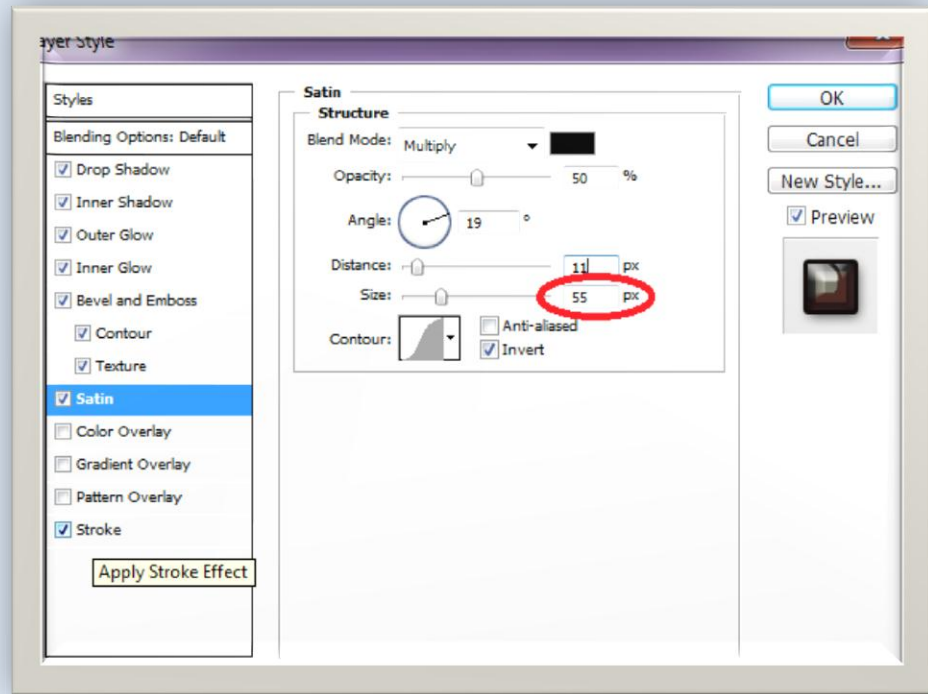 Layer Style
Styles
Blending Options: Default
Drop Shadow
Inner Shadow
Outer Glow
Inner Glow
Bevel and Emboss
Contour
Texture
Satin
Color Overlay
Gradient Overlay
Pattern Overlay
Stroke
Apply Stroke Effect
Satin
Structure
Blend Mode: Multiply
Opacity: 50 %
Angle: 19 °
Distance: 11 px
Size: 55 px
Contour: Anti-aliased
Invert
OK
Cancel
New Style...
Preview